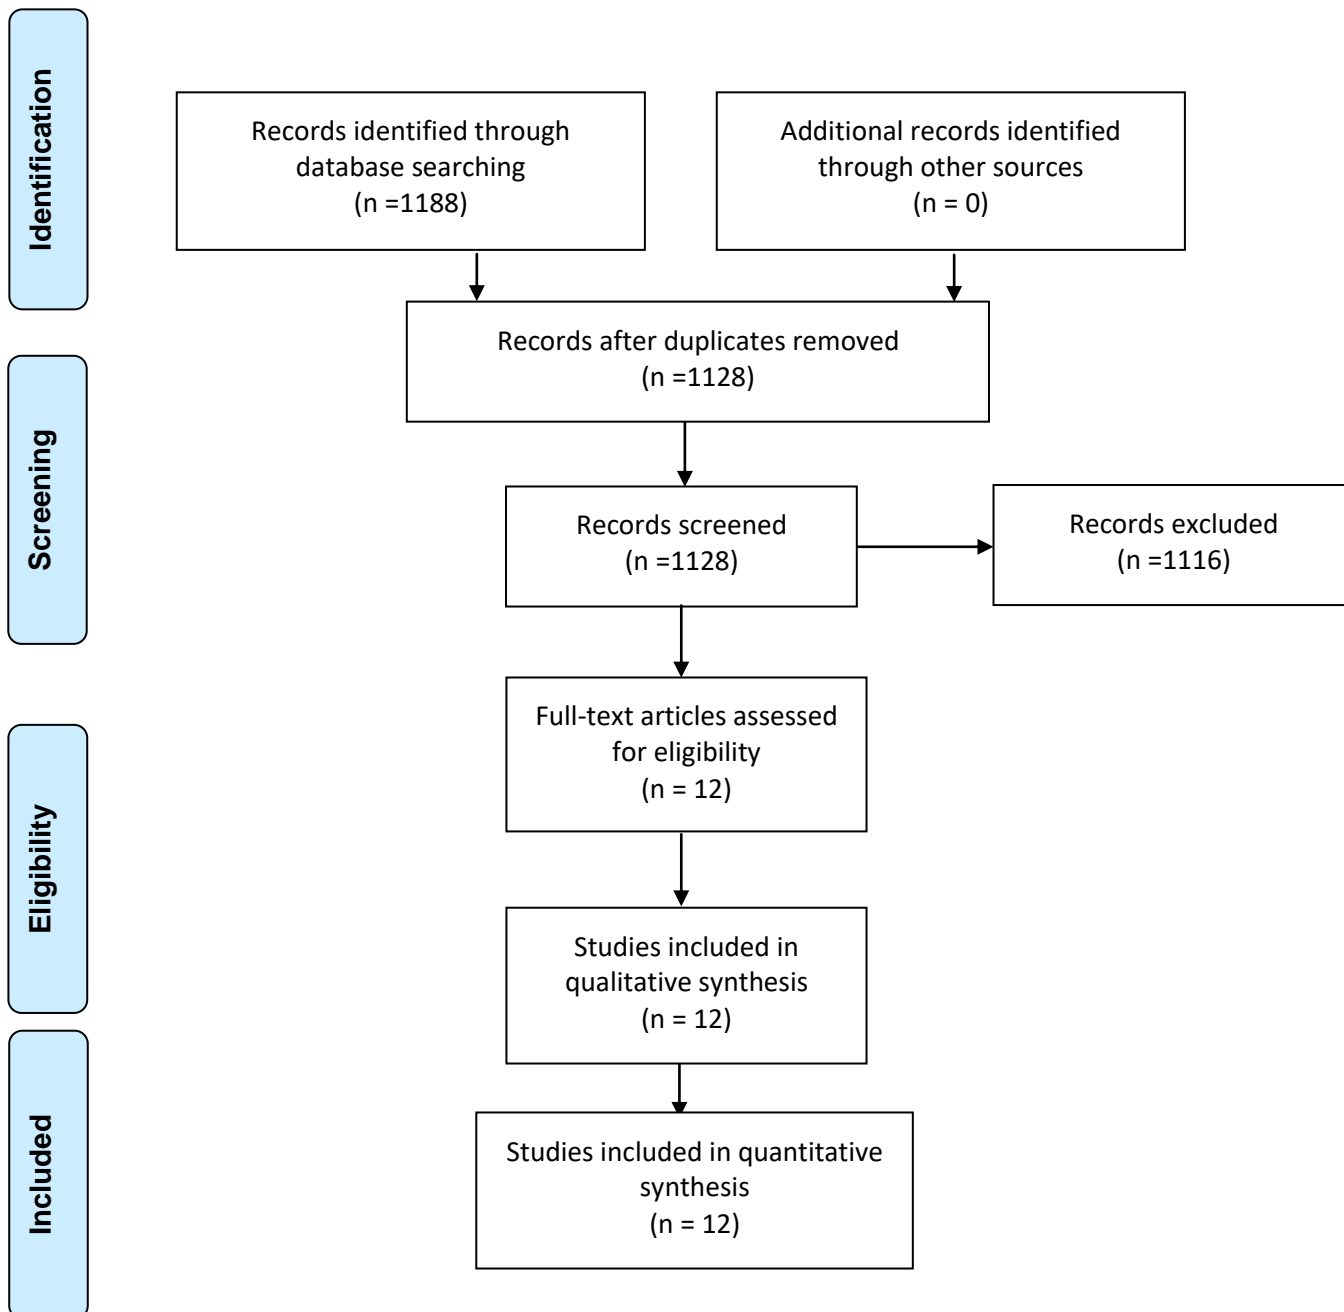 Identification
Records identified through
database searching
(n =1188)
Additional records identified
through other sources
(n = 0)
Records after duplicates removed
(n =1128)
Screening
Records screened
(n =1128)
Records excluded
(n =1116)
Full-text articles assessed
for eligibility
(n = 12)
Eligibility
Studies included in
qualitative synthesis
(n = 12)
Included
Studies included in quantitative
synthesis
(n = 12)